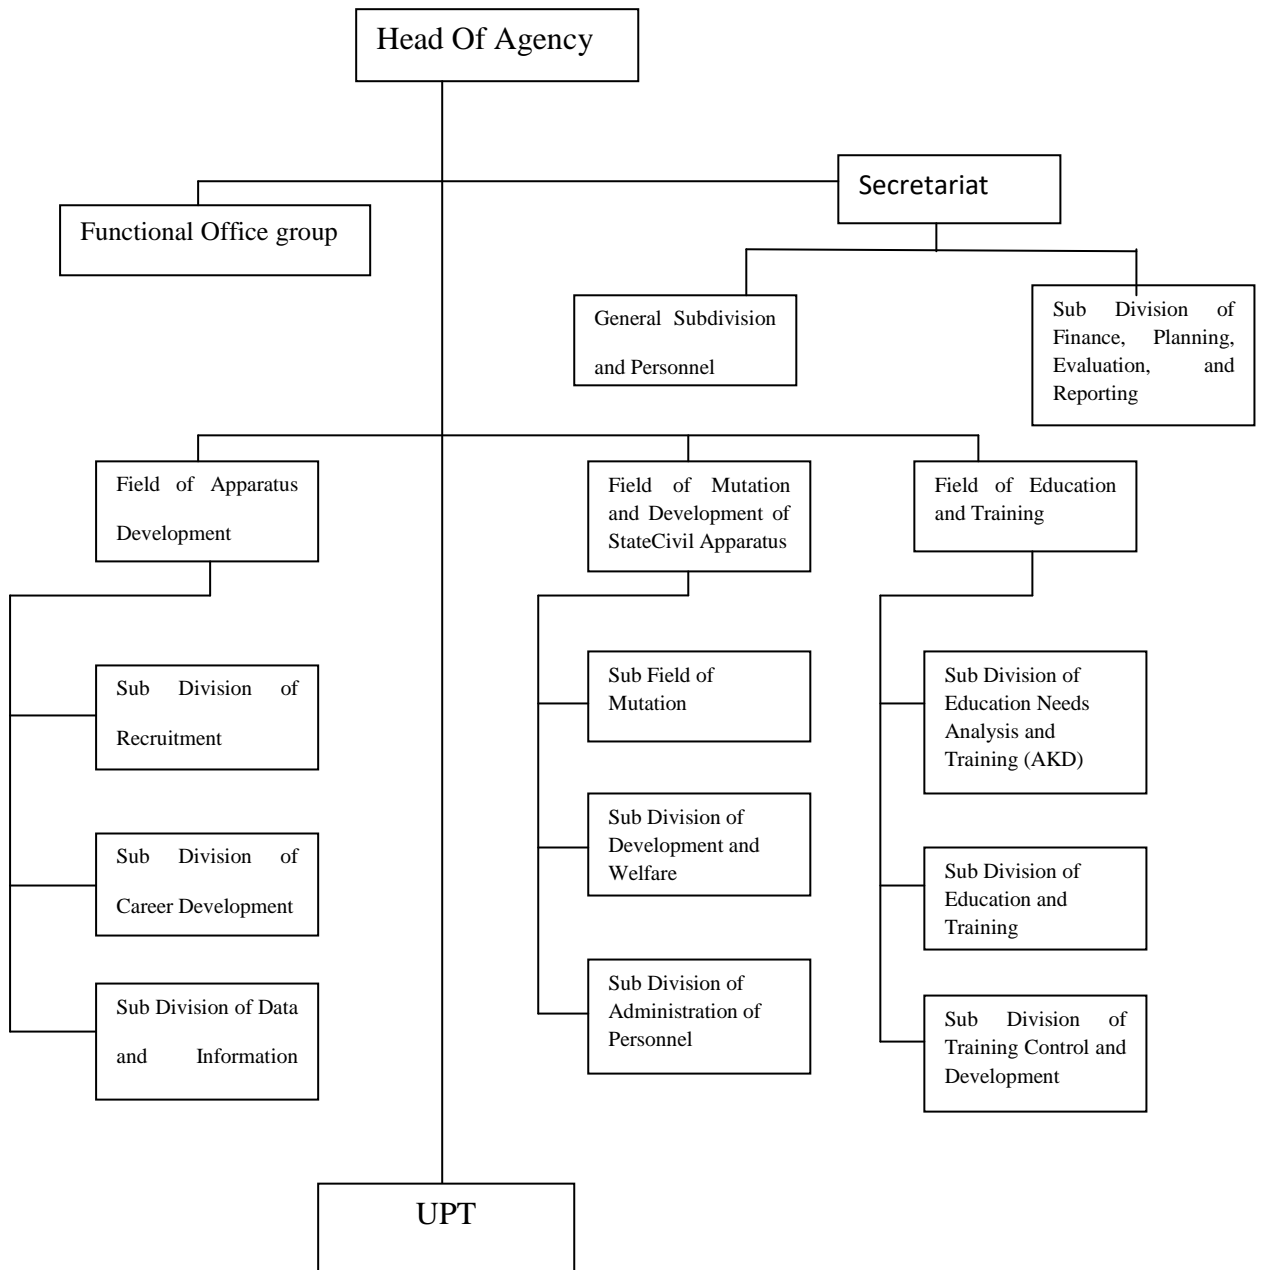 Head Of Agency
Secretariat
Functional Office group
General Subdivision
and Personnel
Sub Division of
Finance, Planning,
Evaluation, and
Reporting
Field of Apparatus
Development
Field of Mutation
and Development of
StateCivil Apparatus
Field of Education
and Training
Sub Division of
Recruitment
Sub Field of
Mutation
Sub Division of
Education Needs
Analysis and
Training (AKD)
Sub Division of
Career Development
Sub Division of
Development and
Welfare
Sub Division of
Education and
Training
Sub Division of Data
and Information
Sub Division of
Administration of
Personnel
Sub Division of
Training Control and
Development
UPT